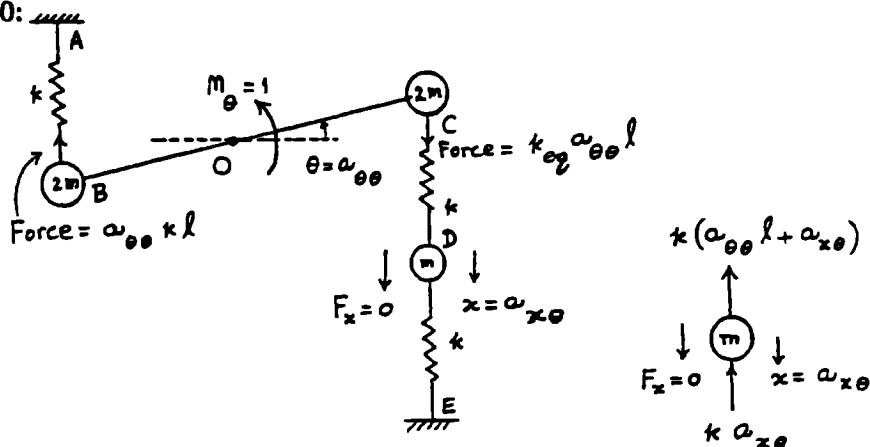 0:
A
k
M_θ = 1
2m
C
Force = k_eq a_θθ l
O
θ = a_θθ
2m
B
k
Force = a_θθ k l
D
m
F_x = 0
x = a_xθ
k
E
k (a_θθ l + a_xθ)
m
F_x = 0
x = a_xθ
k a_xθ